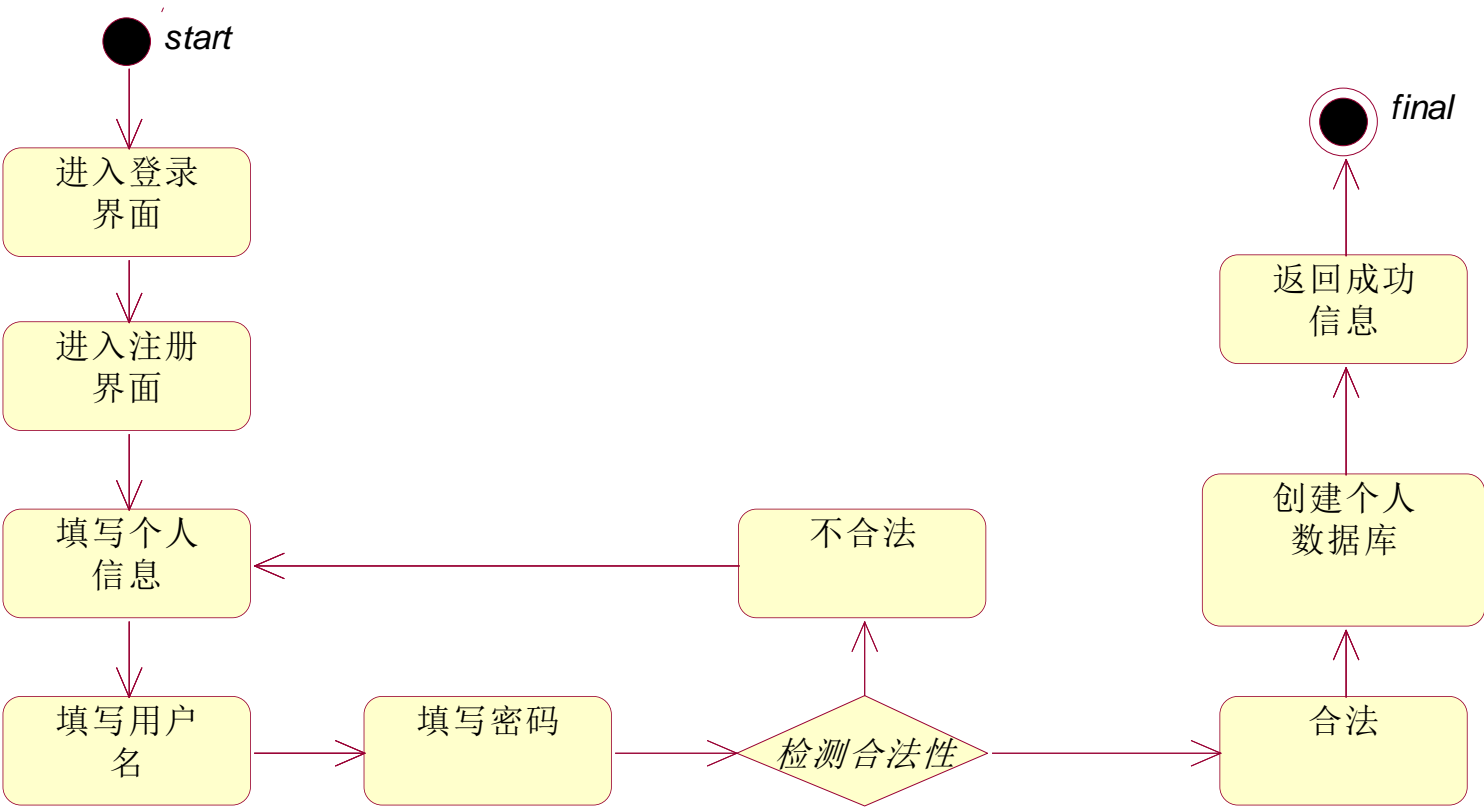 start
final
进入登录
界面
返回成功
信息
进入注册
界面
创建个人
数据库
填写个人
信息
不合法
填写用户
名
填写密码
检测合法性
合法